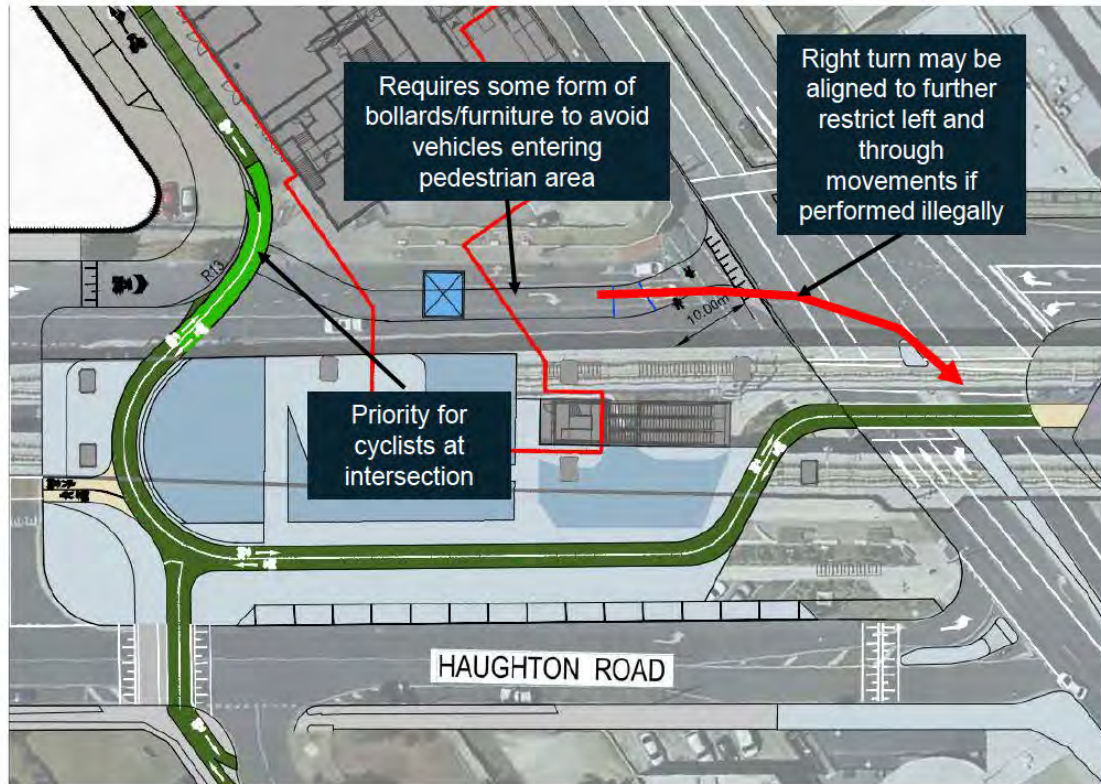 Requires some form of
bollards/furniture to avoid
vehicles entering
pedestrian area
Right turn may be
aligned to further
restrict left and
through
movements if
performed illegally
R13
10.00m
Priority for
cyclists at
intersection
HAUGHTON ROAD